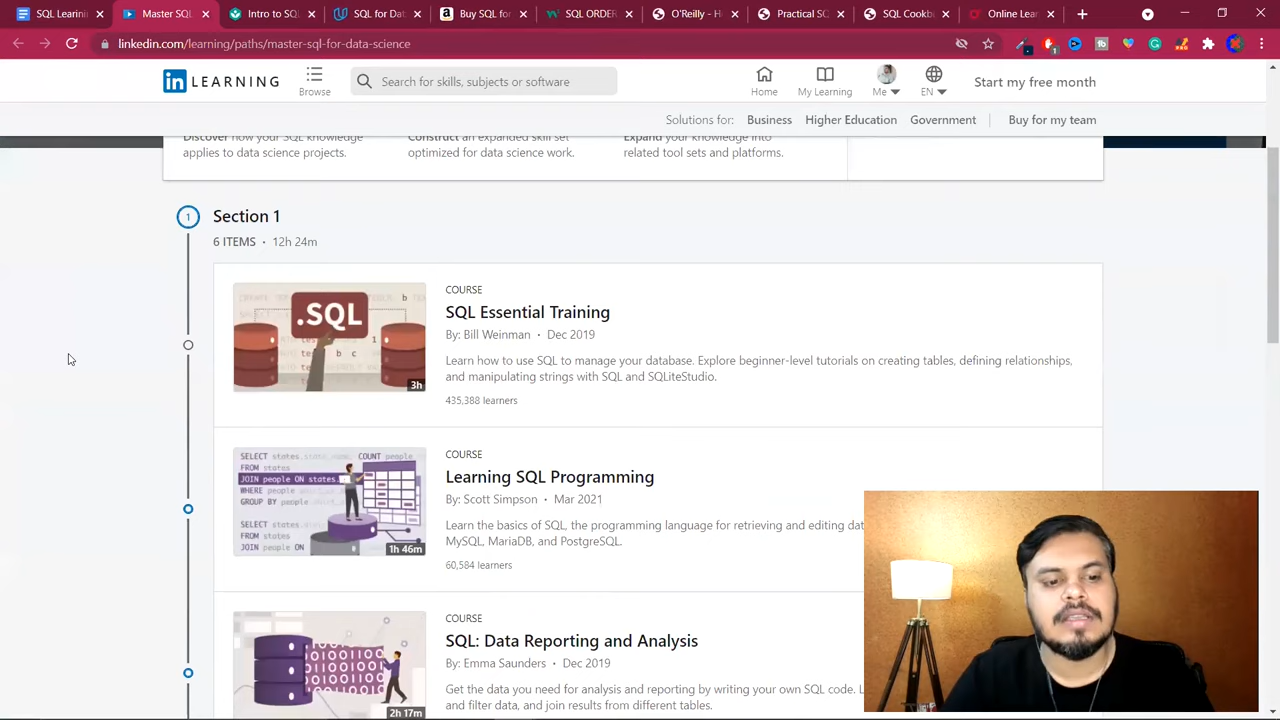 SQL Learnin
Master SQL
Intro to SQ
SQL for Dat
Buy SQL for
SQL ORDER
O'Reilly - H
Practical SQ
SQL Cookb
Online Lear
linkedin.com/learning/paths/master-sql-for-data-science
in LEARNING
Browse
Search for skills, subjects or software
Home
My Learning
Me
EN
Start my free month
Solutions for:
Business
Higher Education
Government
Buy for my team
Discover how your SQL knowledge
applies to data science projects.
Construct an expanded skill set
optimized for data science work.
Expand your knowledge into
related tool sets and platforms.
1
Section 1
6 ITEMS · 12h 24m
.SQL
3h
COURSE
SQL Essential Training
By: Bill Weinman · Dec 2019
Learn how to use SQL to manage your database. Explore beginner-level tutorials on creating tables, defining relationships,
and manipulating strings with SQL and SQLiteStudio.
435,388 learners
SELECT states.state_name, COUNT people
FROM states
JOIN people ON states.
WHERE
GROUP BY
SELECT states
FROM states
JOIN people ON
1h 46m
COURSE
Learning SQL Programming
By: Scott Simpson · Mar 2021
Learn the basics of SQL, the programming language for retrieving and editing dat
MySQL, MariaDB, and PostgreSQL.
60,584 learners
2h 17m
COURSE
SQL: Data Reporting and Analysis
By: Emma Saunders · Dec 2019
Get the data you need for analysis and reporting by writing your own SQL code. L
and filter data, and join results from different tables.